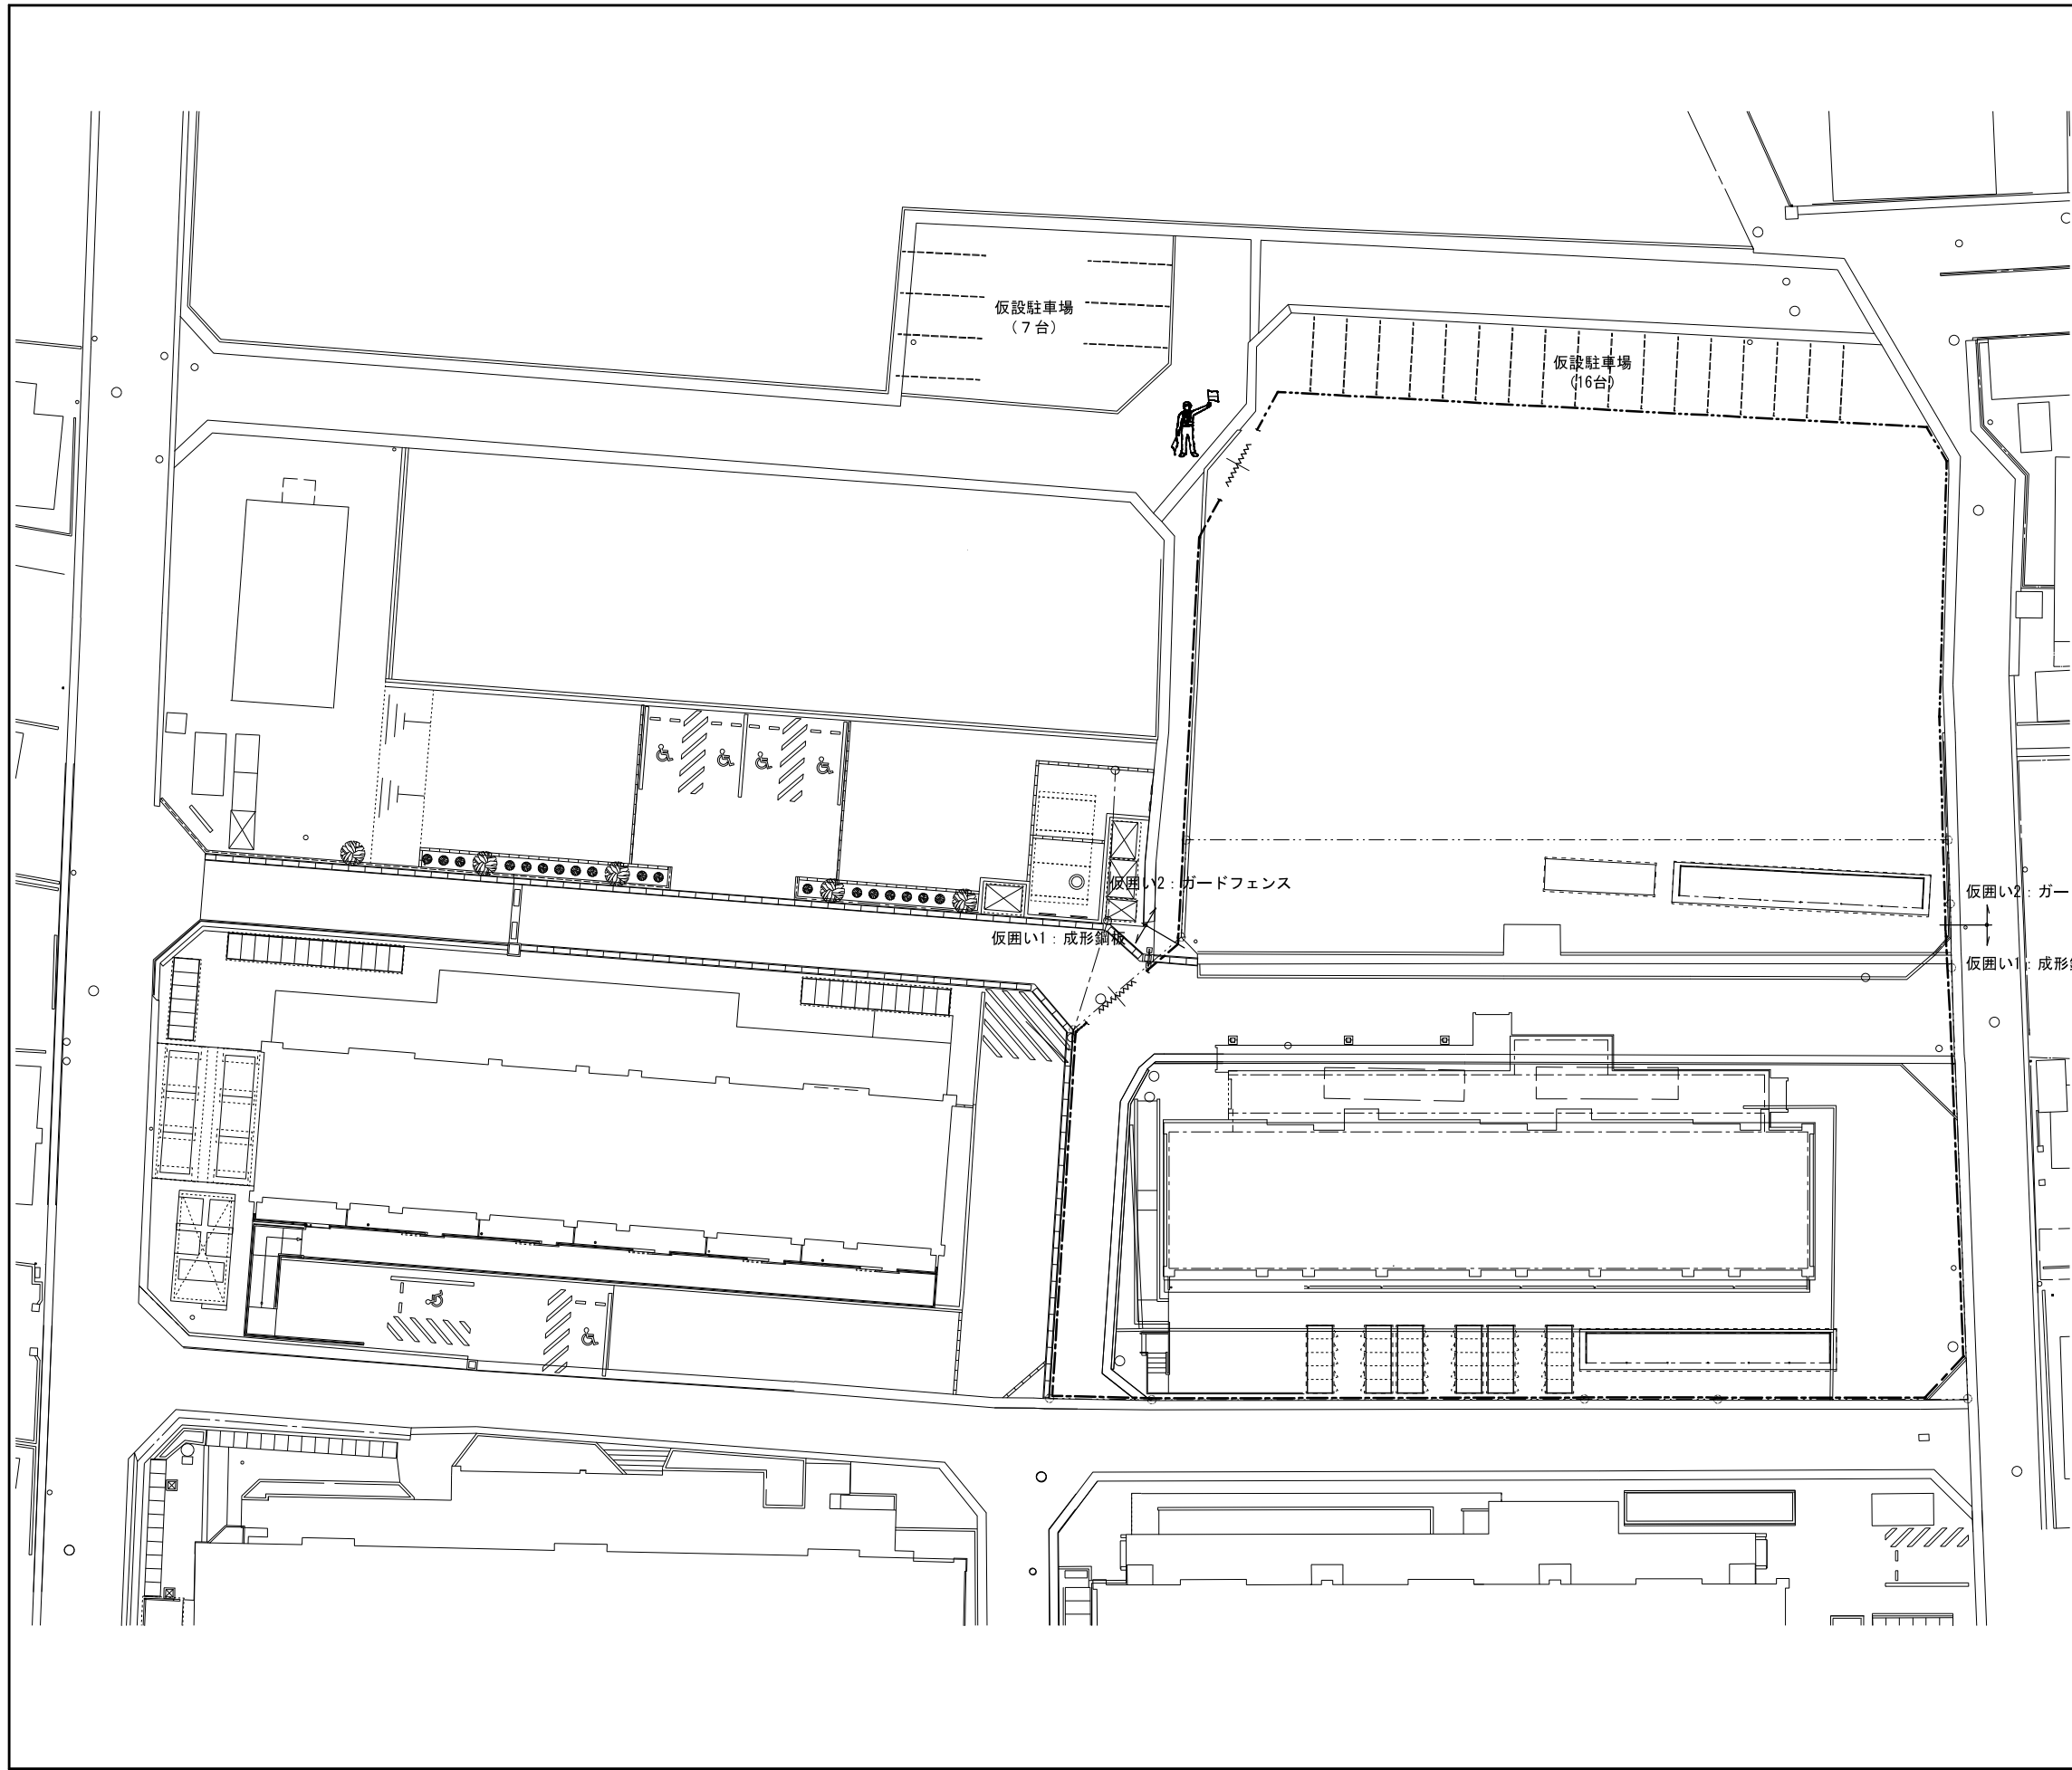 仮設駐車場
（７台）
仮設駐車場
（16台）
仮囲い2：ガードフェンス
仮囲い2：ガー
仮囲い1：成形鋼板
仮囲い1：成形